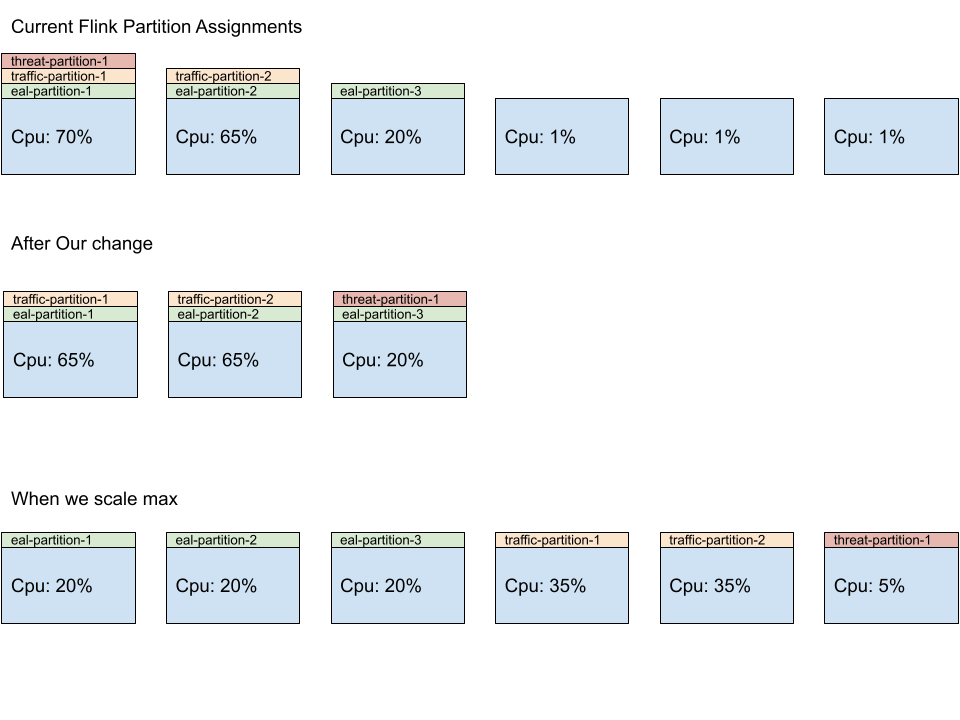 Current Flink Partition Assignments
threat-partition-1
traffic-partition-1
eal-partition-1
Cpu: 70%
traffic-partition-2
eal-partition-2
Cpu: 65%
eal-partition-3
Cpu: 20%
Cpu: 1%
Cpu: 1%
Cpu: 1%
After Our change
traffic-partition-1
eal-partition-1
Cpu: 65%
traffic-partition-2
eal-partition-2
Cpu: 65%
threat-partition-1
eal-partition-3
Cpu: 20%
When we scale max
eal-partition-1
Cpu: 20%
eal-partition-2
Cpu: 20%
eal-partition-3
Cpu: 20%
traffic-partition-1
Cpu: 35%
traffic-partition-2
Cpu: 35%
threat-partition-1
Cpu: 5%